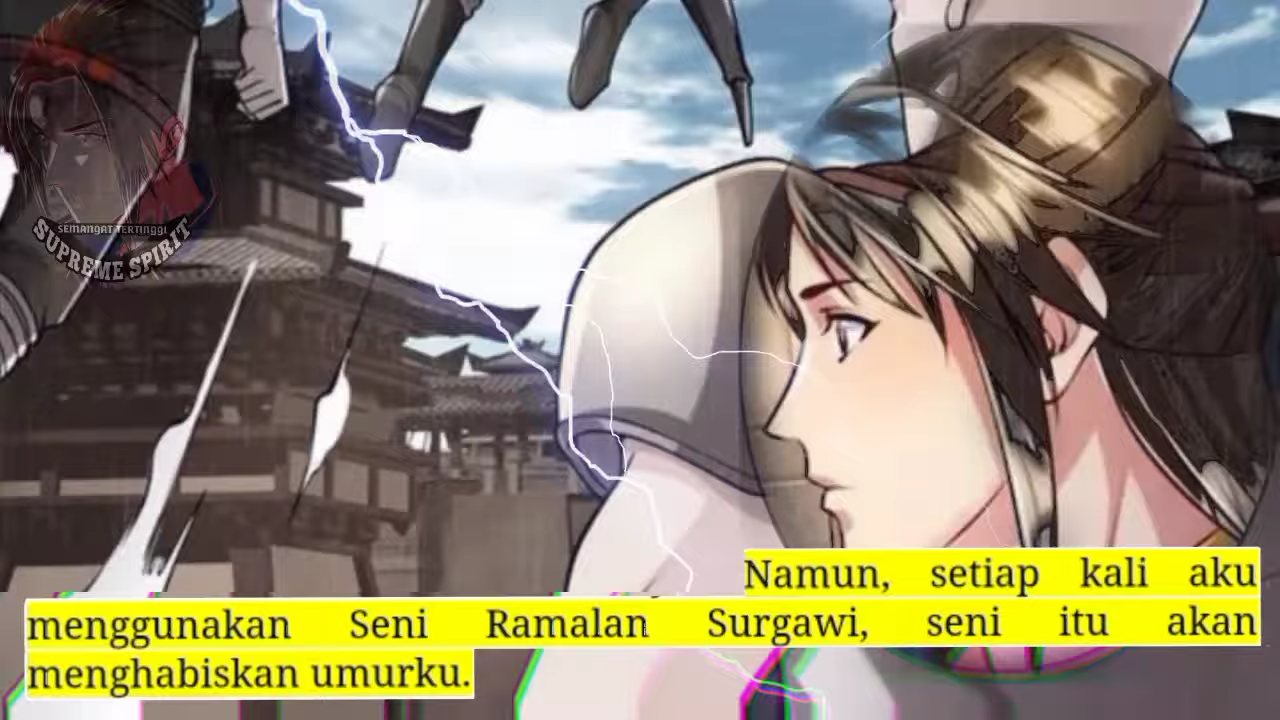 SEMANGAT TERTINGGI
SUPREME SPIRIT
Namun, setiap kali aku
menggunakan Seni Ramalan Surgawi, seni itu akan
menghabiskan umurku.